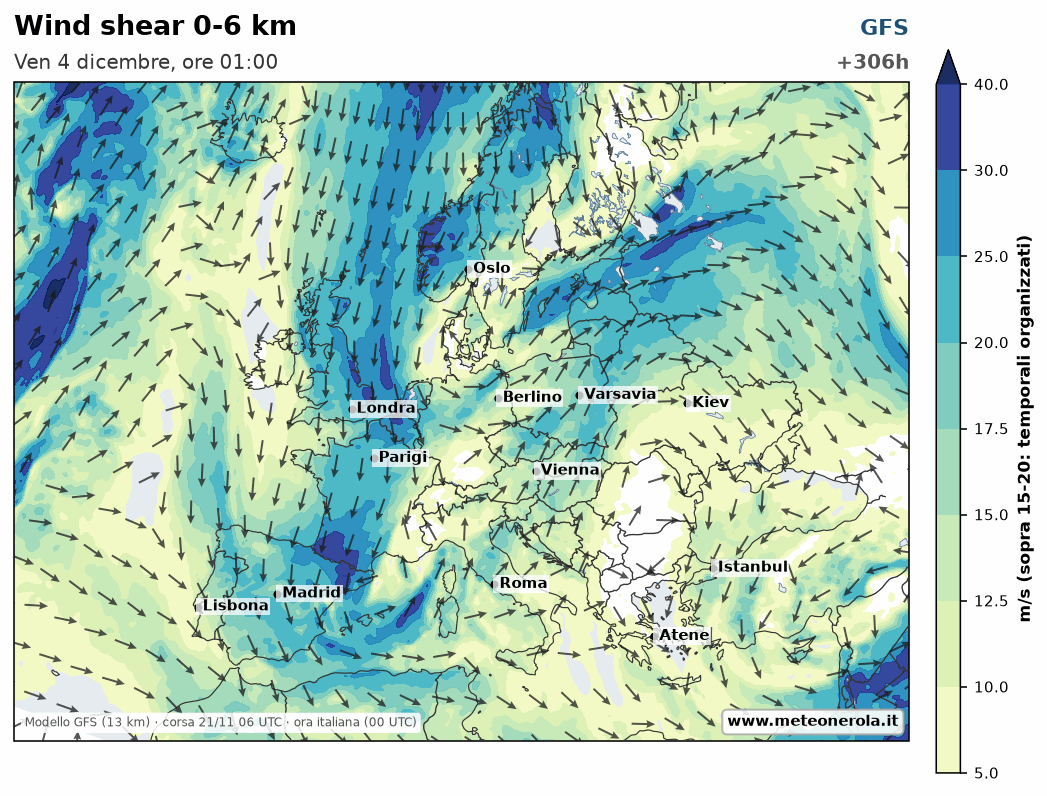 Wind shear 0-6 km
GFS
Ven 4 dicembre, ore 01:00
+306h
40.0
30.0
25.0
20.0
17.5
15.0
12.5
10.0
5.0
m/s (sopra 15-20: temporali organizzati)
Oslo
Londra
Berlino
Varsavia
Kiev
Parigi
Vienna
Istanbul
Roma
Madrid
Lisbona
Atene
Modello GFS (13 km) · corsa 21/11 06 UTC · ora italiana (00 UTC)
www.meteonerola.it